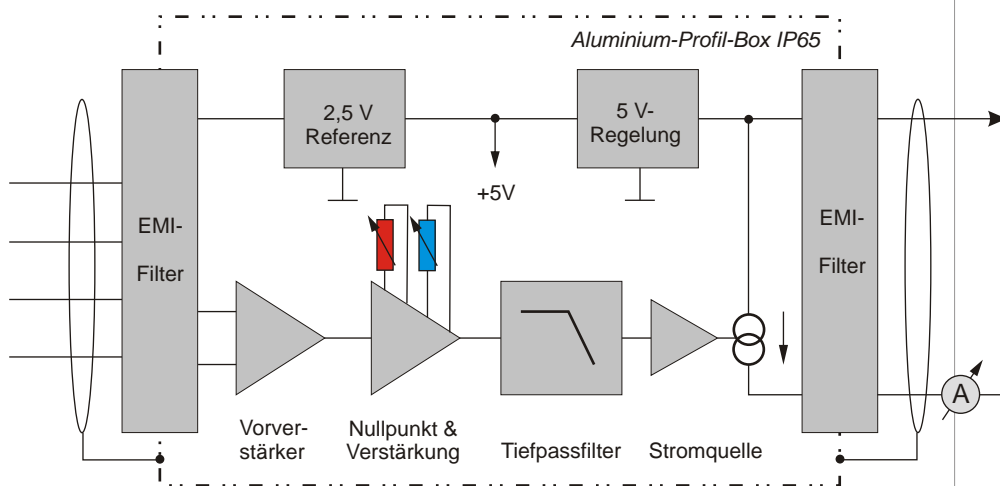 Aluminium-Profil-Box IP65
2,5 V
Referenz
5 V-
Regelung
+5V
EMI-
Filter
EMI-
Filter
Vorver-
stärker
Nullpunkt &
Verstärkung
Tiefpassfilter
Stromquelle
A